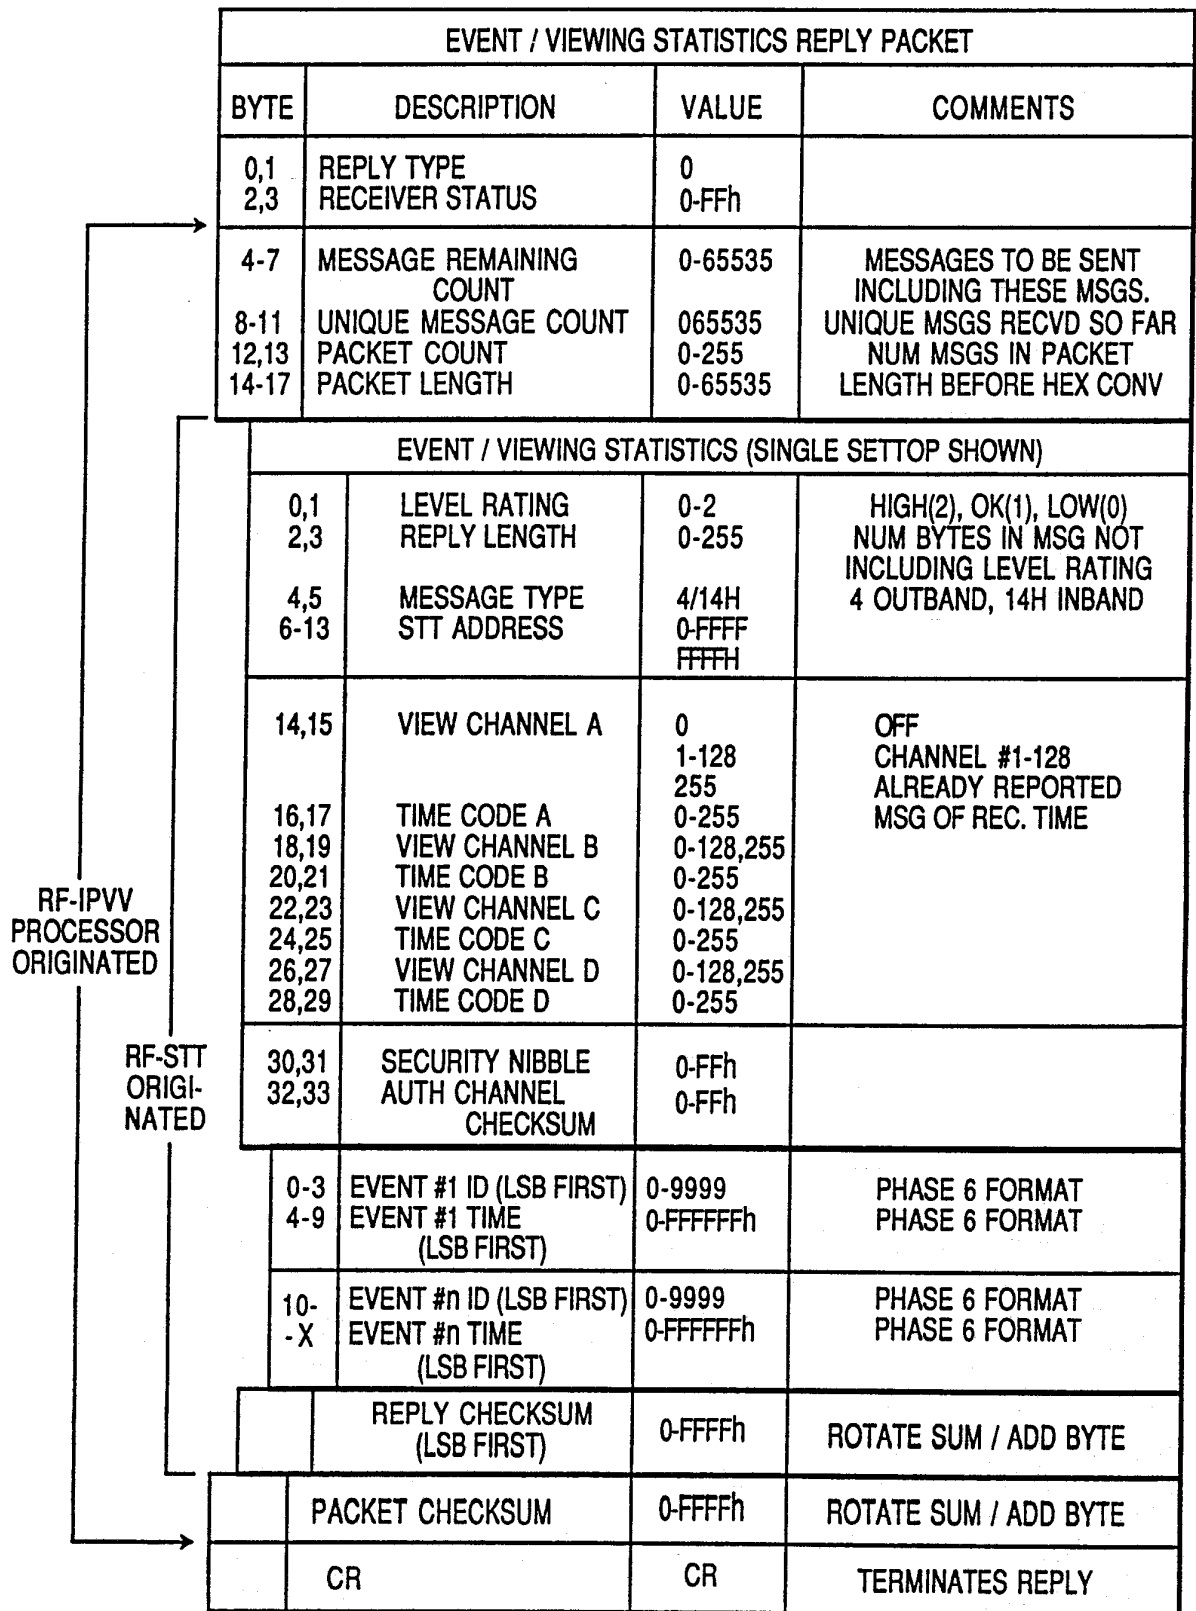 EVENT / VIEWING STATISTICS REPLY PACKET
BYTE DESCRIPTION VALUE COMMENTS
0,1 REPLY TYPE 0
2,3 RECEIVER STATUS 0-FFh
4-7 MESSAGE REMAINING 0-65535 MESSAGES TO BE SENT
COUNT INCLUDING THESE MSGS.
8-11 UNIQUE MESSAGE COUNT 065535 UNIQUE MSGS RECVD SO FAR
12,13 PACKET COUNT 0-255 NUM MSGS IN PACKET
14-17 PACKET LENGTH 0-65535 LENGTH BEFORE HEX CONV
EVENT / VIEWING STATISTICS (SINGLE SETTOP SHOWN)
0,1 LEVEL RATING 0-2 HIGH(2), OK(1), LOW(0)
2,3 REPLY LENGTH 0-255 NUM BYTES IN MSG NOT
INCLUDING LEVEL RATING
4,5 MESSAGE TYPE 4/14H 4 OUTBAND, 14H INBAND
6-13 STT ADDRESS 0-FFFF
FFFFH
14,15 VIEW CHANNEL A 0 OFF
1-128 CHANNEL #1-128
255 ALREADY REPORTED
16,17 TIME CODE A 0-255 MSG OF REC. TIME
18,19 VIEW CHANNEL B 0-128,255
20,21 TIME CODE B 0-255
22,23 VIEW CHANNEL C 0-128,255
24,25 TIME CODE C 0-255
26,27 VIEW CHANNEL D 0-128,255
28,29 TIME CODE D 0-255
RF-IPVV
PROCESSOR
ORIGINATED
30,31 SECURITY NIBBLE 0-FFh
32,33 AUTH CHANNEL 0-FFh
CHECKSUM
RF-STT
ORIGI-
NATED
0-3 EVENT #1 ID (LSB FIRST) 0-9999 PHASE 6 FORMAT
4-9 EVENT #1 TIME 0-FFFFFFh PHASE 6 FORMAT
(LSB FIRST)
10- EVENT #n ID (LSB FIRST) 0-9999 PHASE 6 FORMAT
-X EVENT #n TIME 0-FFFFFFh PHASE 6 FORMAT
(LSB FIRST)
REPLY CHECKSUM 0-FFFFh ROTATE SUM / ADD BYTE
(LSB FIRST)
PACKET CHECKSUM 0-FFFFh ROTATE SUM / ADD BYTE
CR CR TERMINATES REPLY